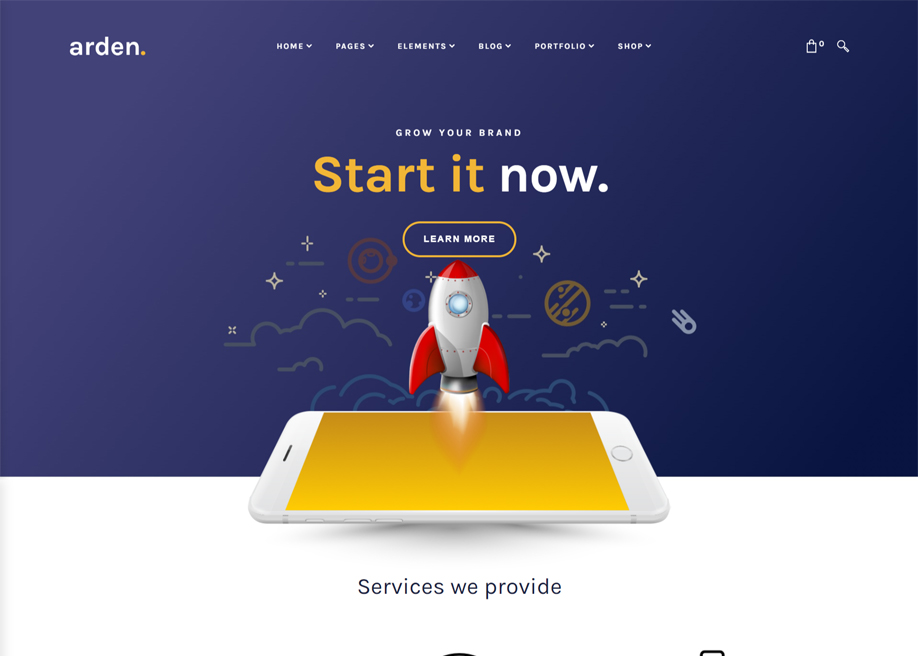 arden.
HOME PAGES ELEMENTS BLOG PORTFOLIO SHOP
0
GROW YOUR BRAND
Start it now.
LEARN MORE
Services we provide